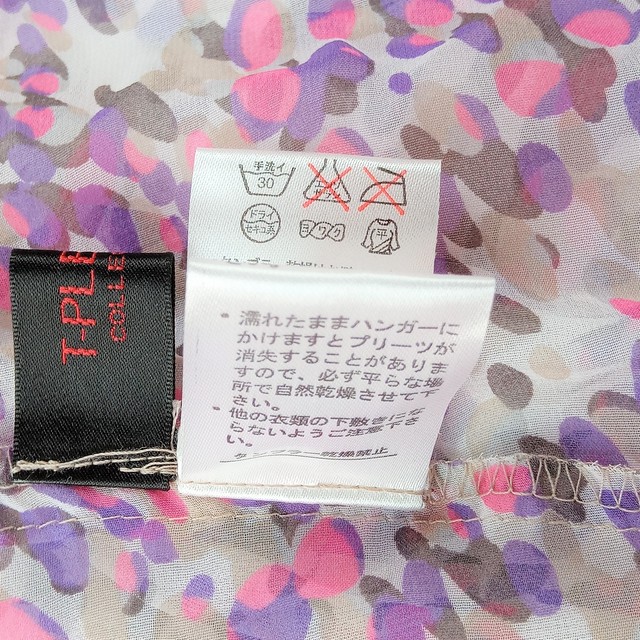 手洗イ
30
ドライ
セキユ系
ヨワク
平
・濡れたままハンガーに
かけますとプリーツが
消失することがありま
すので、必ず平らな場
所で自然乾燥させて下
さい。
・他の衣類の下敷きにな
らないようご注意下さ
い。
タンブラー乾燥禁止
T-PLE
COLLE